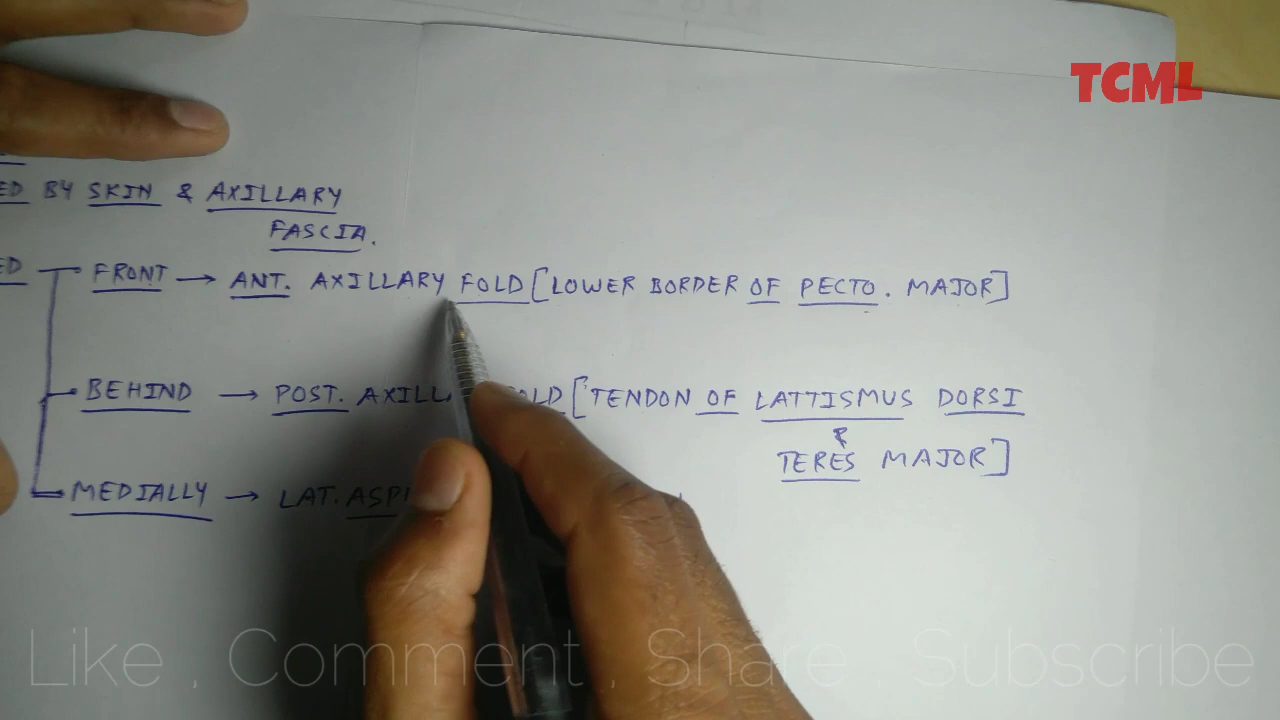 TCML
ED BY SKIN & AXILLARY
FASCIA.
ED FRONT → ANT. AXILLARY FOLD [LOWER BORDER OF PECTO. MAJOR]
BEHIND → POST. AXILL OLD [TENDON OF LATTISMUS DORSI
&
TERES MAJOR]
MEDIALLY → LAT. ASP
Like , Comment , Share , Subscribe